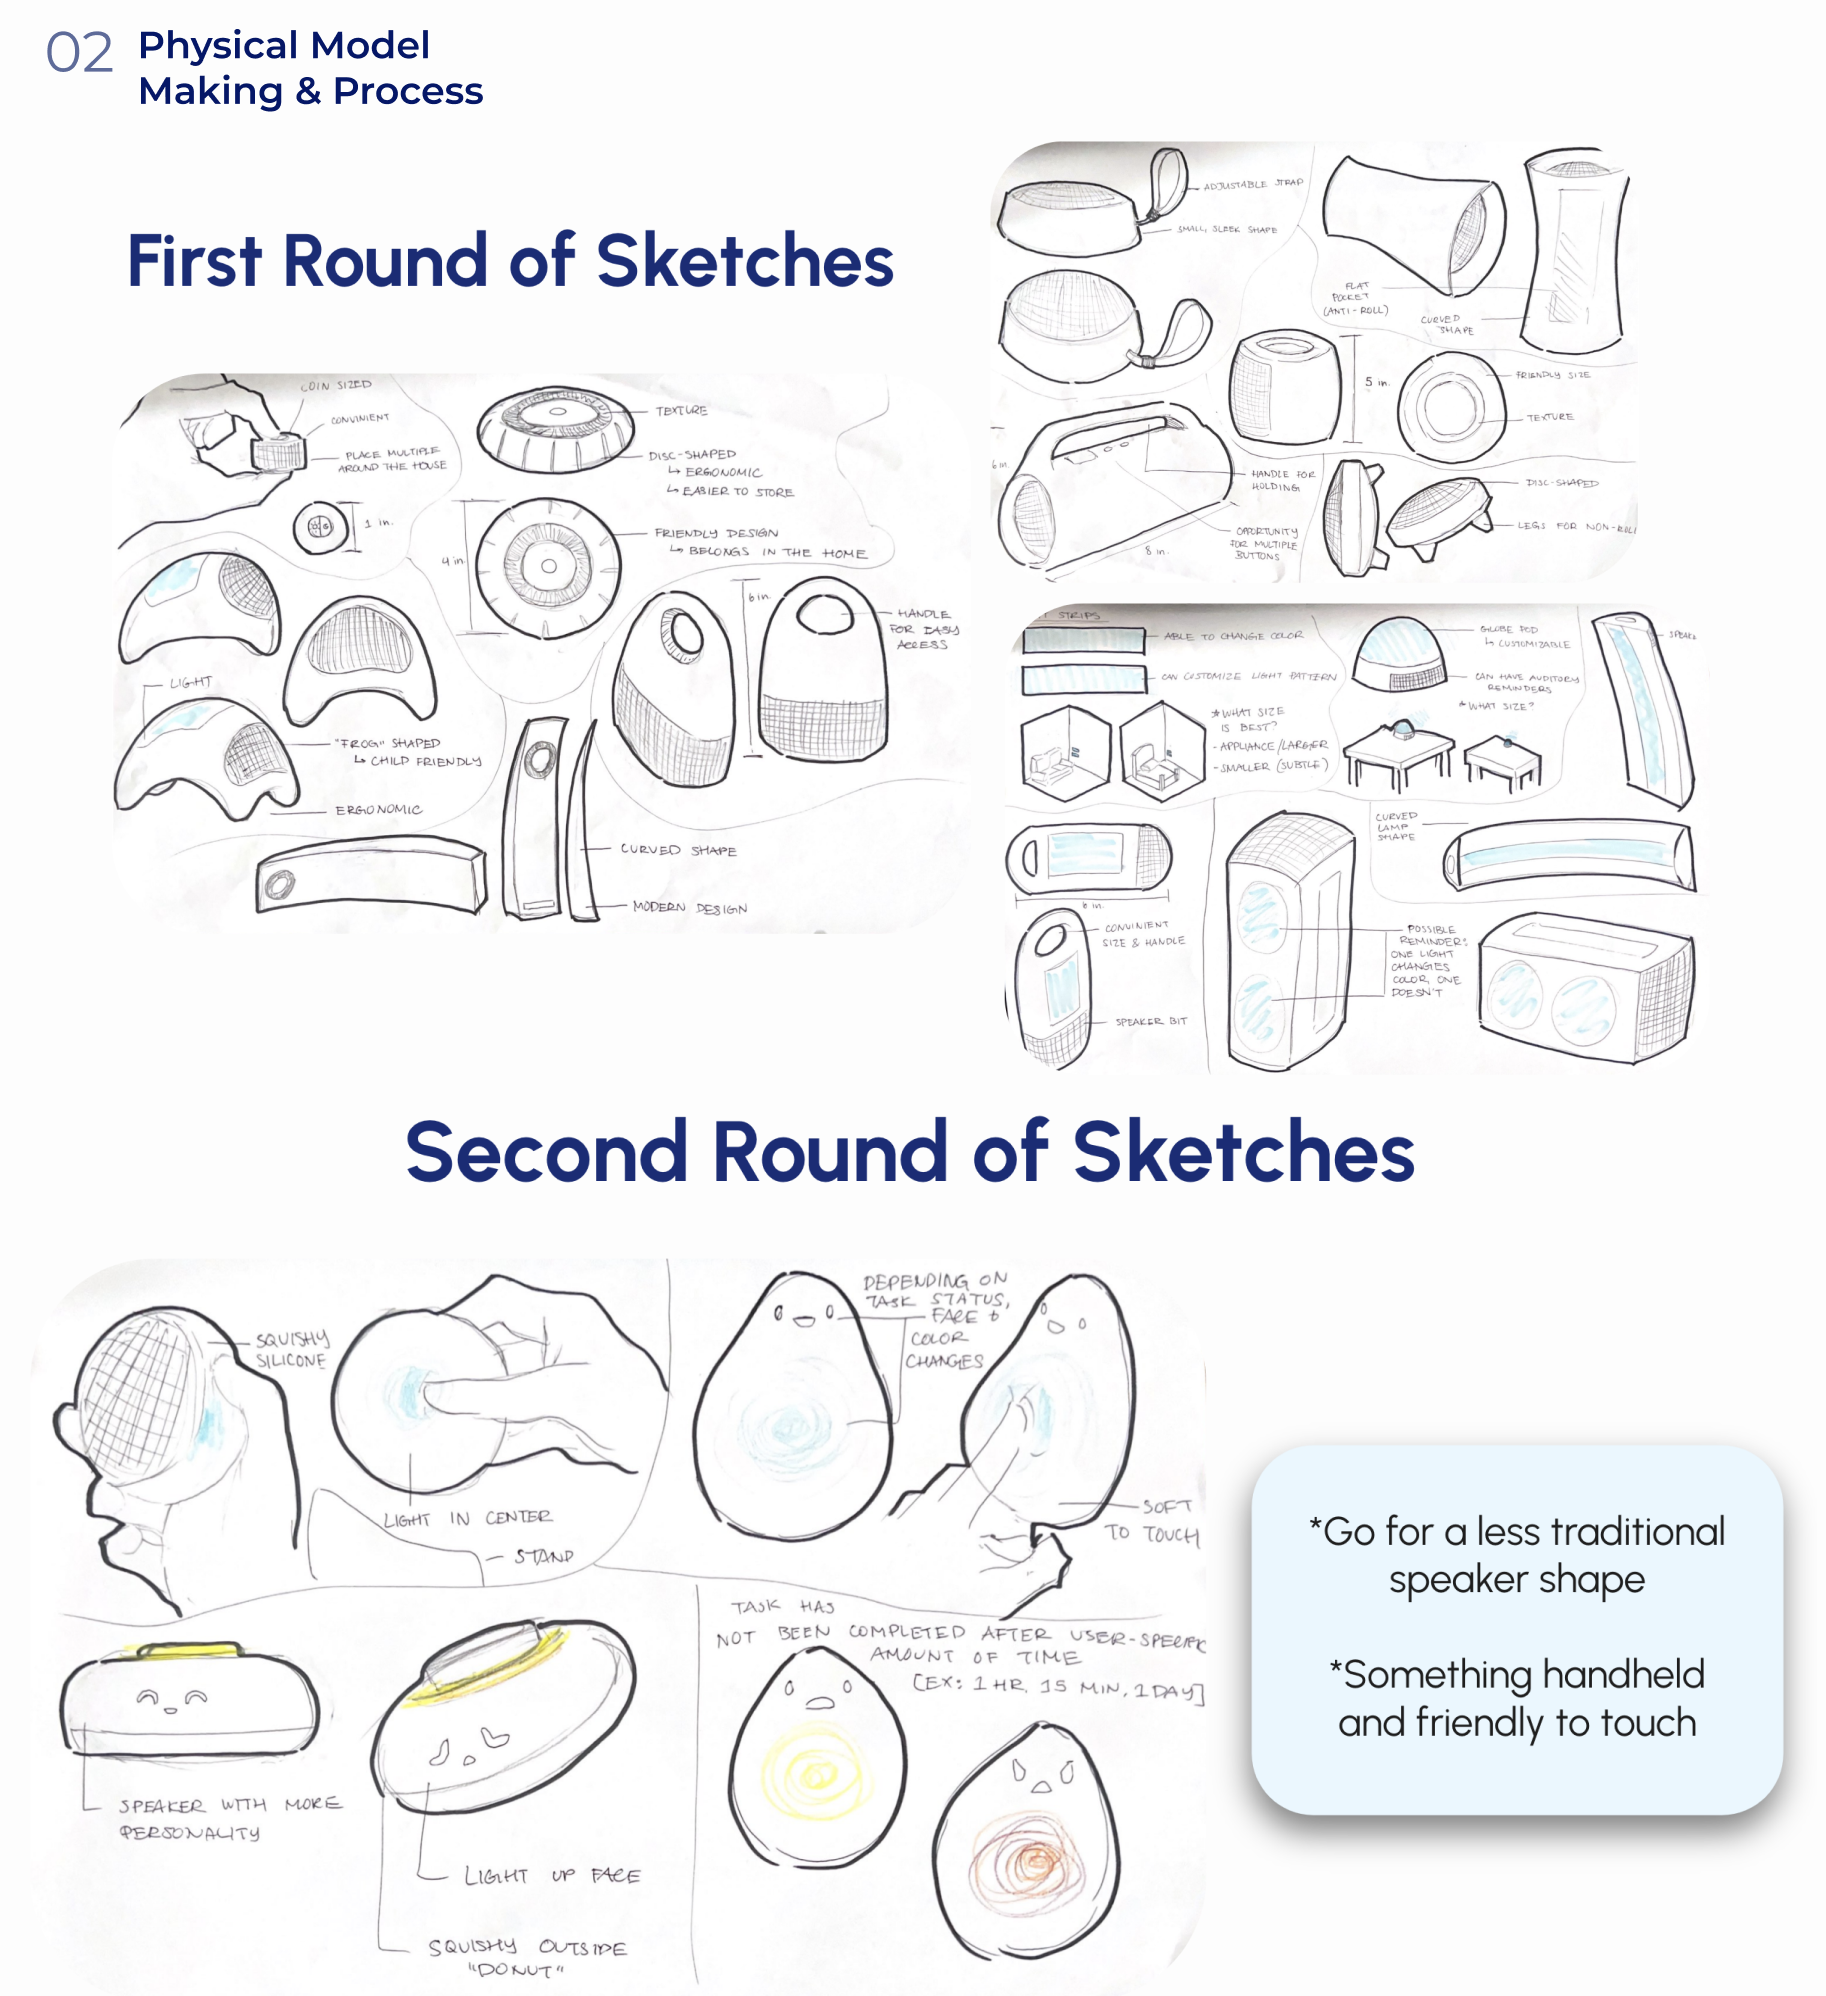 02 Physical Model
Making & Process
First Round of Sketches
COIN SIZED
CONVINIENT
PLACE MULTIPLE
AROUND THE HOUSE
1 in.
TEXTURE
DISC-SHAPED
↳ ERGONOMIC
↳ EASIER TO STORE
4 in.
FRIENDLY DESIGN
↳ BELONGS IN THE HOME
6 in.
HANDLE
FOR EASY
ACCESS
LIGHT
"FROG" SHAPED
↳ CHILD FRIENDLY
ERGONOMIC
CURVED SHAPE
MODERN DESIGN
ADJUSTABLE STRAP
SMALL, SLEEK SHAPE
FLAT
POCKET
(ANTI-ROLL)
CURVED
SHAPE
5 in.
FRIENDLY SIZE
TEXTURE
6 in.
HANDLE FOR
HOLDING
8 in.
OPPORTUNITY
FOR MULTIPLE
BUTTONS
DISC-SHAPED
LEGS FOR NON-ROLL
STRIPS
ABLE TO CHANGE COLOR
CAN CUSTOMIZE LIGHT PATTERN
*WHAT SIZE
IS BEST?
- APPLIANCE/LARGER
- SMALLER (SUBTLE)
GLOBE POD
↳ CUSTOMIZABLE
CAN HAVE AUDITORY
REMINDERS
*WHAT SIZE?
SPEAKE
6 in.
CONVINIENT
SIZE & HANDLE
SPEAKER BIT
CURVED
LAMP
SHAPE
POSSIBLE
REMINDER:
ONE LIGHT
CHANGES
COLOR, ONE
DOESN'T
Second Round of Sketches
SQUISHY
SILICONE
LIGHT IN CENTER
STAND
DEPENDING ON
TASK STATUS,
FACE &
COLOR
CHANGES
SOFT
TO TOUCH
SPEAKER WITH MORE
PERSONALITY
LIGHT UP FACE
SQUISHY OUTSIDE
"DONUT"
TASK HAS
NOT BEEN COMPLETED AFTER USER-SPECIFIC
AMOUNT OF TIME
[EX: 1 HR, 15 MIN, 1 DAY]
*Go for a less traditional
speaker shape
*Something handheld
and friendly to touch